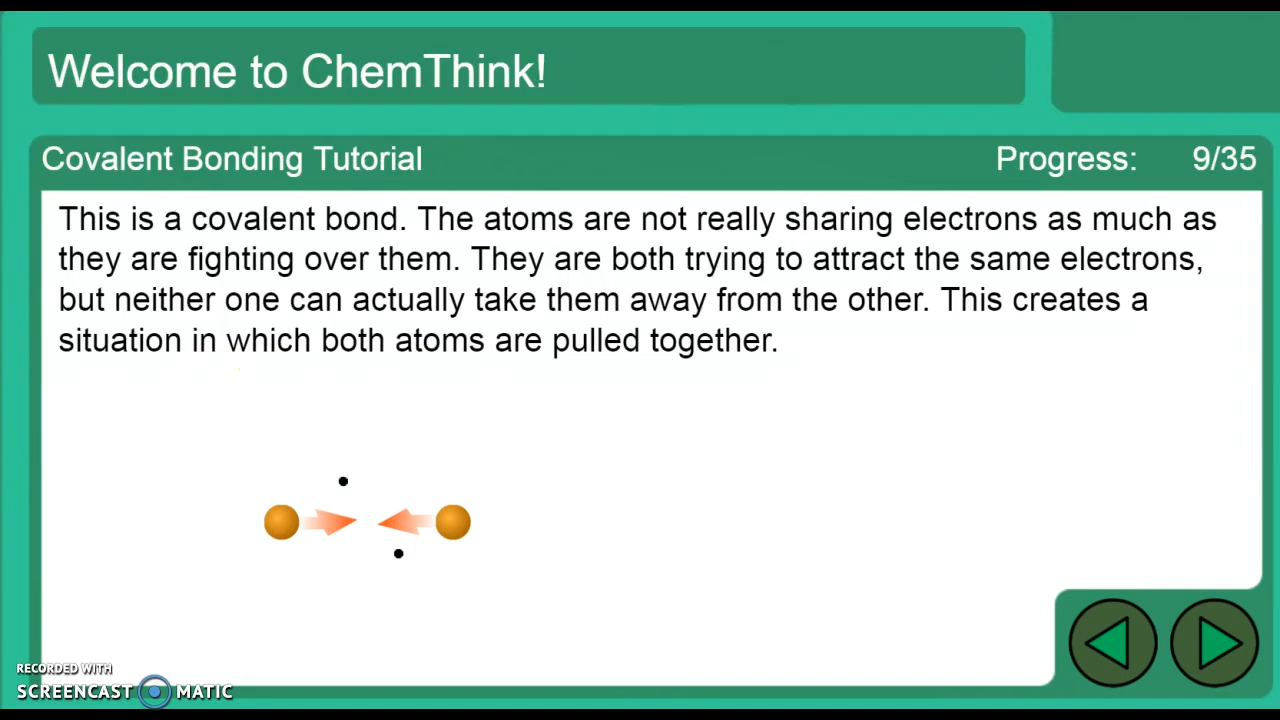 Welcome to ChemThink!
Covalent Bonding Tutorial
Progress: 9/35
This is a covalent bond. The atoms are not really sharing electrons as much as
they are fighting over them. They are both trying to attract the same electrons,
but neither one can actually take them away from the other. This creates a
situation in which both atoms are pulled together.
RECORDED WITH
SCREENCAST MATIC